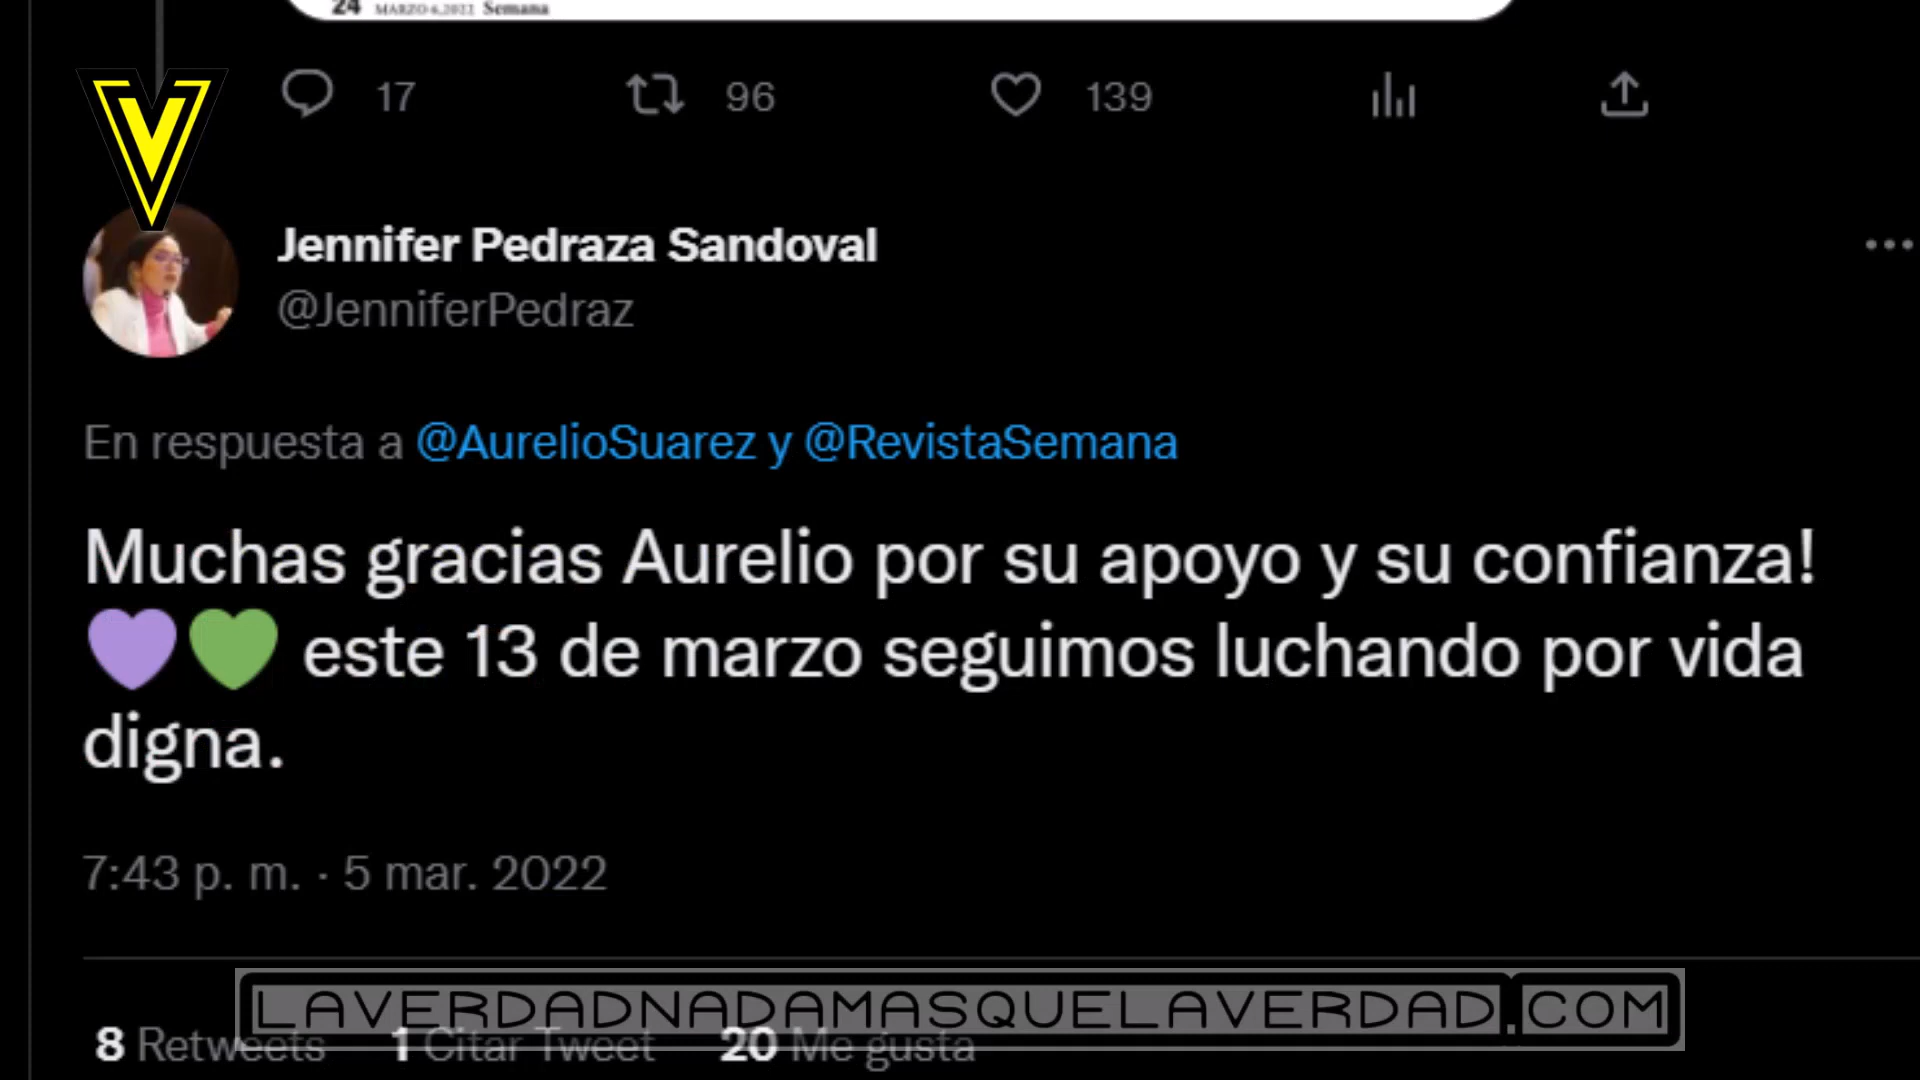 24 MARZO 6, 2022 Semana
17 96 139
V
Jennifer Pedraza Sandoval
@JenniferPedraz
En respuesta a @AurelioSuarez y @RevistaSemana
Muchas gracias Aurelio por su apoyo y su confianza!
💜💚 este 13 de marzo seguimos luchando por vida
digna.
7:43 p. m. · 5 mar. 2022
LAVERDADNADAMASQUELAVERDAD.COM
8 Retweets 1 Citar Tweet 20 Me gusta